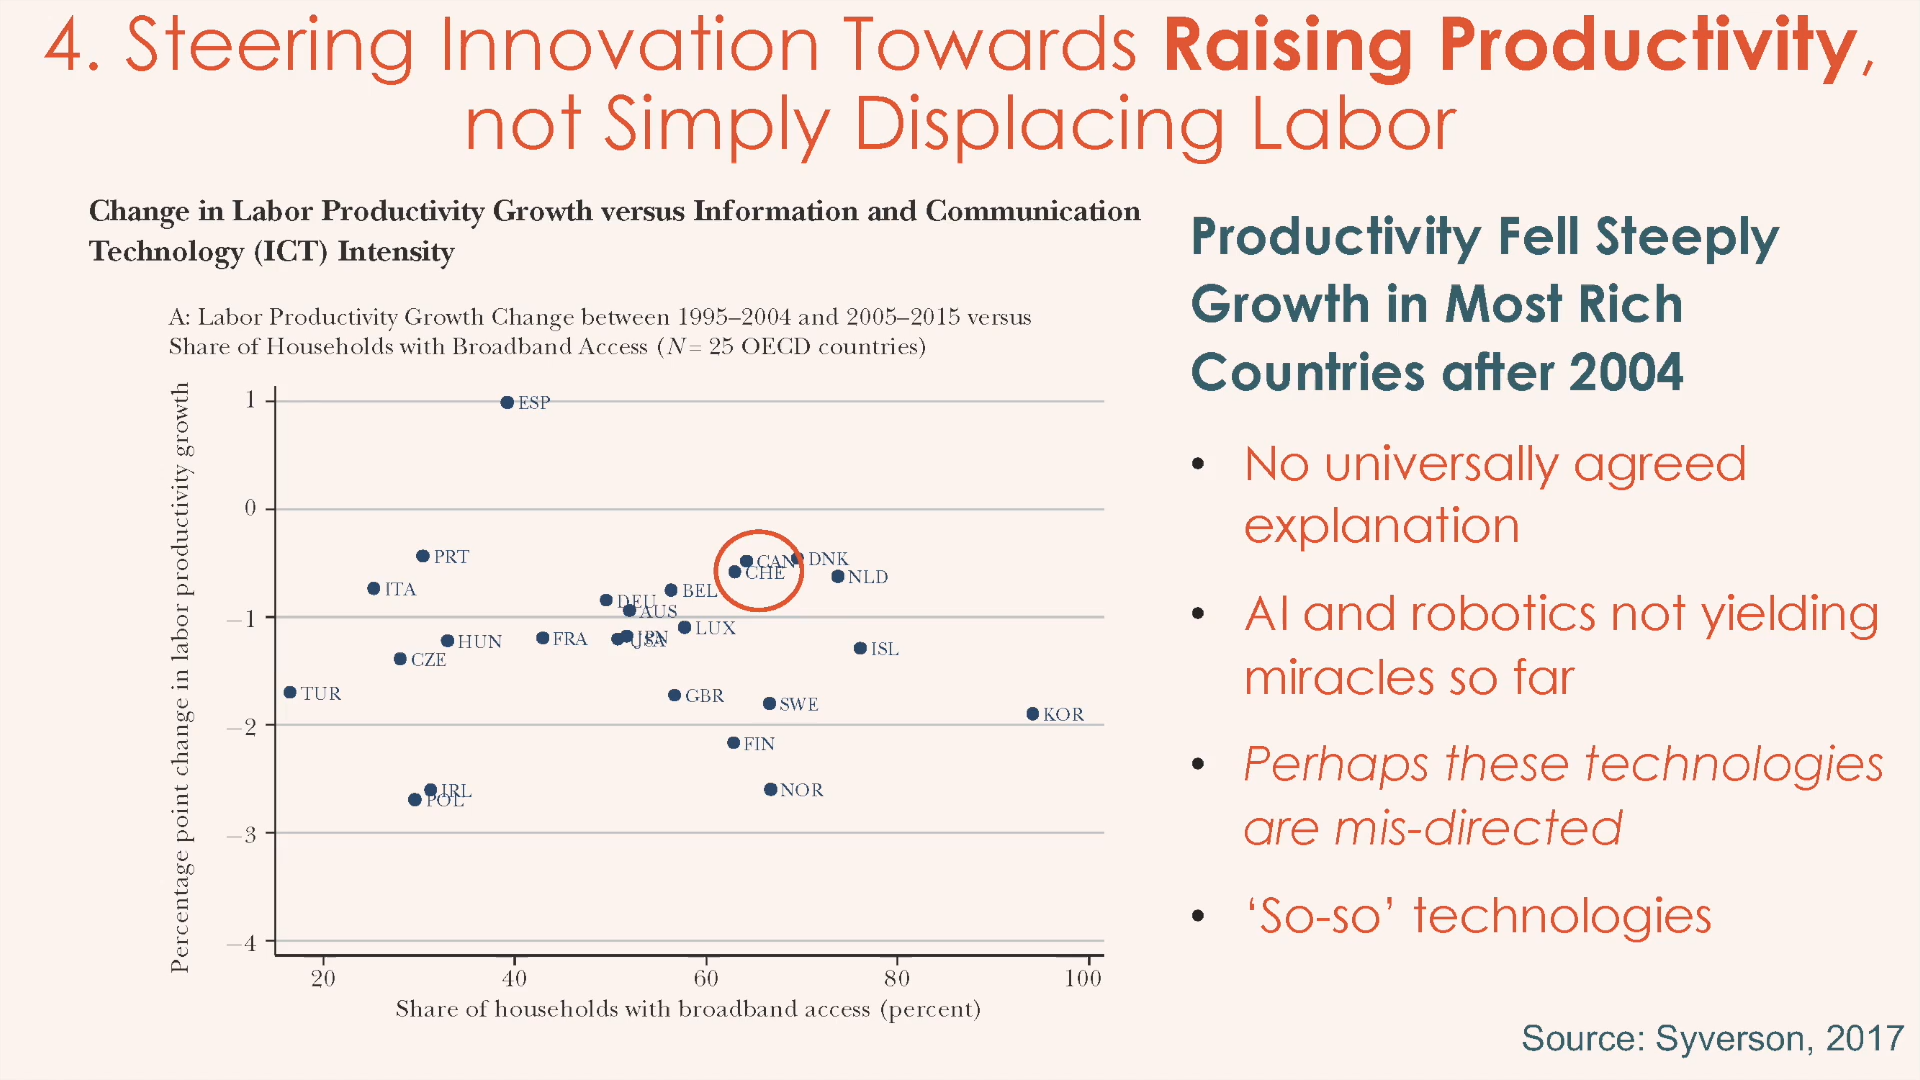 4. Steering Innovation Towards Raising Productivity,
not Simply Displacing Labor
Change in Labor Productivity Growth versus Information and Communication
Technology (ICT) Intensity
A: Labor Productivity Growth Change between 1995–2004 and 2005–2015 versus
Share of Households with Broadband Access (N = 25 OECD countries)
Percentage point change in labor productivity growth
1
0
−1
−2
−3
−4
ESP
PRT
CAN
DNK
CHE
NLD
ITA
BEL
DEU
AUS
LUX
HUN
FRA
JPN
USA
ISL
CZE
TUR
GBR
SWE
KOR
FIN
IRL
POL
NOR
20
40
60
80
100
Share of households with broadband access (percent)
Productivity Fell Steeply
Growth in Most Rich
Countries after 2004
• No universally agreed
explanation
• AI and robotics not yielding
miracles so far
• Perhaps these technologies
are mis-directed
• ‘So-so’ technologies
Source: Syverson, 2017